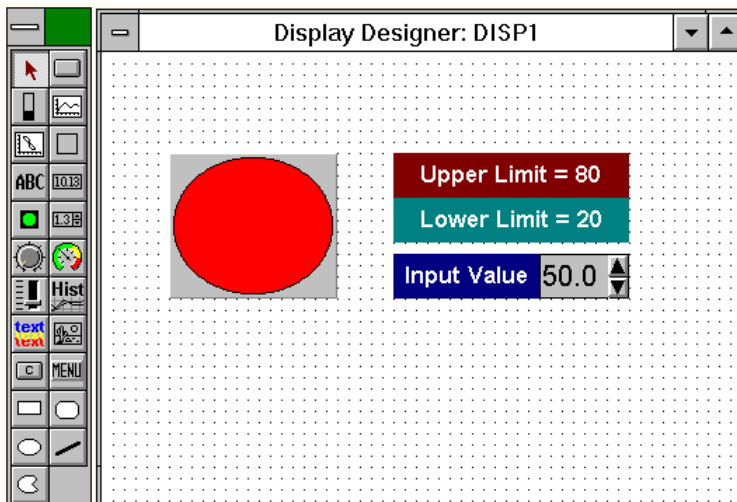 Display Designer: DISP1
ABC
10.13
1.3
Hist
text
text
C
MENU
Upper Limit = 80
Lower Limit = 20
Input Value 50.0